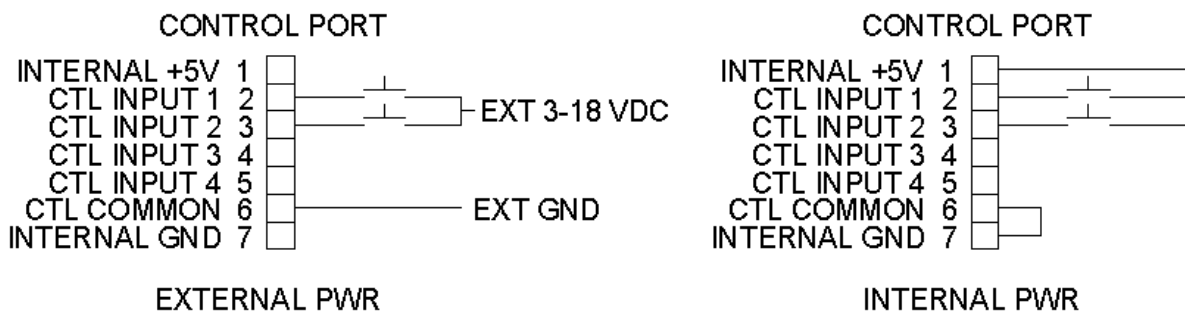 CONTROL PORT
INTERNAL +5V 1
CTL INPUT 1 2
CTL INPUT 2 3
CTL INPUT 3 4
CTL INPUT 4 5
CTL COMMON 6
INTERNAL GND 7
EXT 3-18 VDC
EXT GND
EXTERNAL PWR
CONTROL PORT
INTERNAL +5V 1
CTL INPUT 1 2
CTL INPUT 2 3
CTL INPUT 3 4
CTL INPUT 4 5
CTL COMMON 6
INTERNAL GND 7
INTERNAL PWR